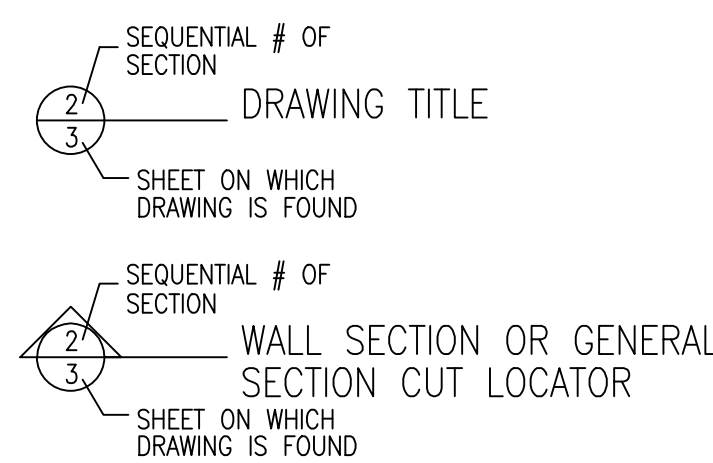 SEQUENTIAL # OF
SECTION
2
3
DRAWING TITLE
SHEET ON WHICH
DRAWING IS FOUND
SEQUENTIAL # OF
SECTION
2
3
WALL SECTION OR GENERAL
SECTION CUT LOCATOR
SHEET ON WHICH
DRAWING IS FOUND